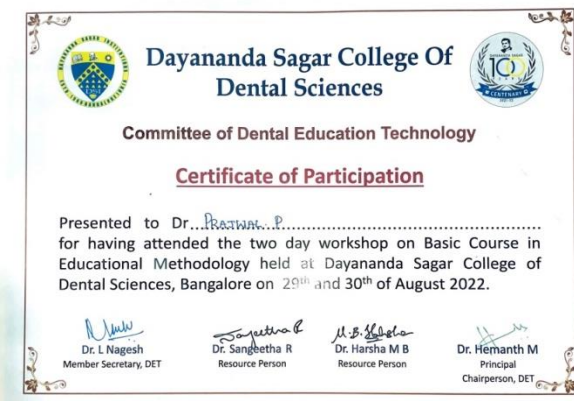 Dayananda Sagar College Of
Dental Sciences
100
CENTENARY
Committee of Dental Education Technology
Certificate of Participation
Presented to Dr...PRAJWAL P...
for having attended the two day workshop on Basic Course in
Educational Methodology held at Dayananda Sagar College of
Dental Sciences, Bangalore on 29th and 30th of August 2022.
Dr. L Nagesh
Member Secretary, DET
Dr. Sangeetha R
Resource Person
Dr. Harsha M B
Resource Person
Dr. Hemanth M
Principal
Chairperson, DET